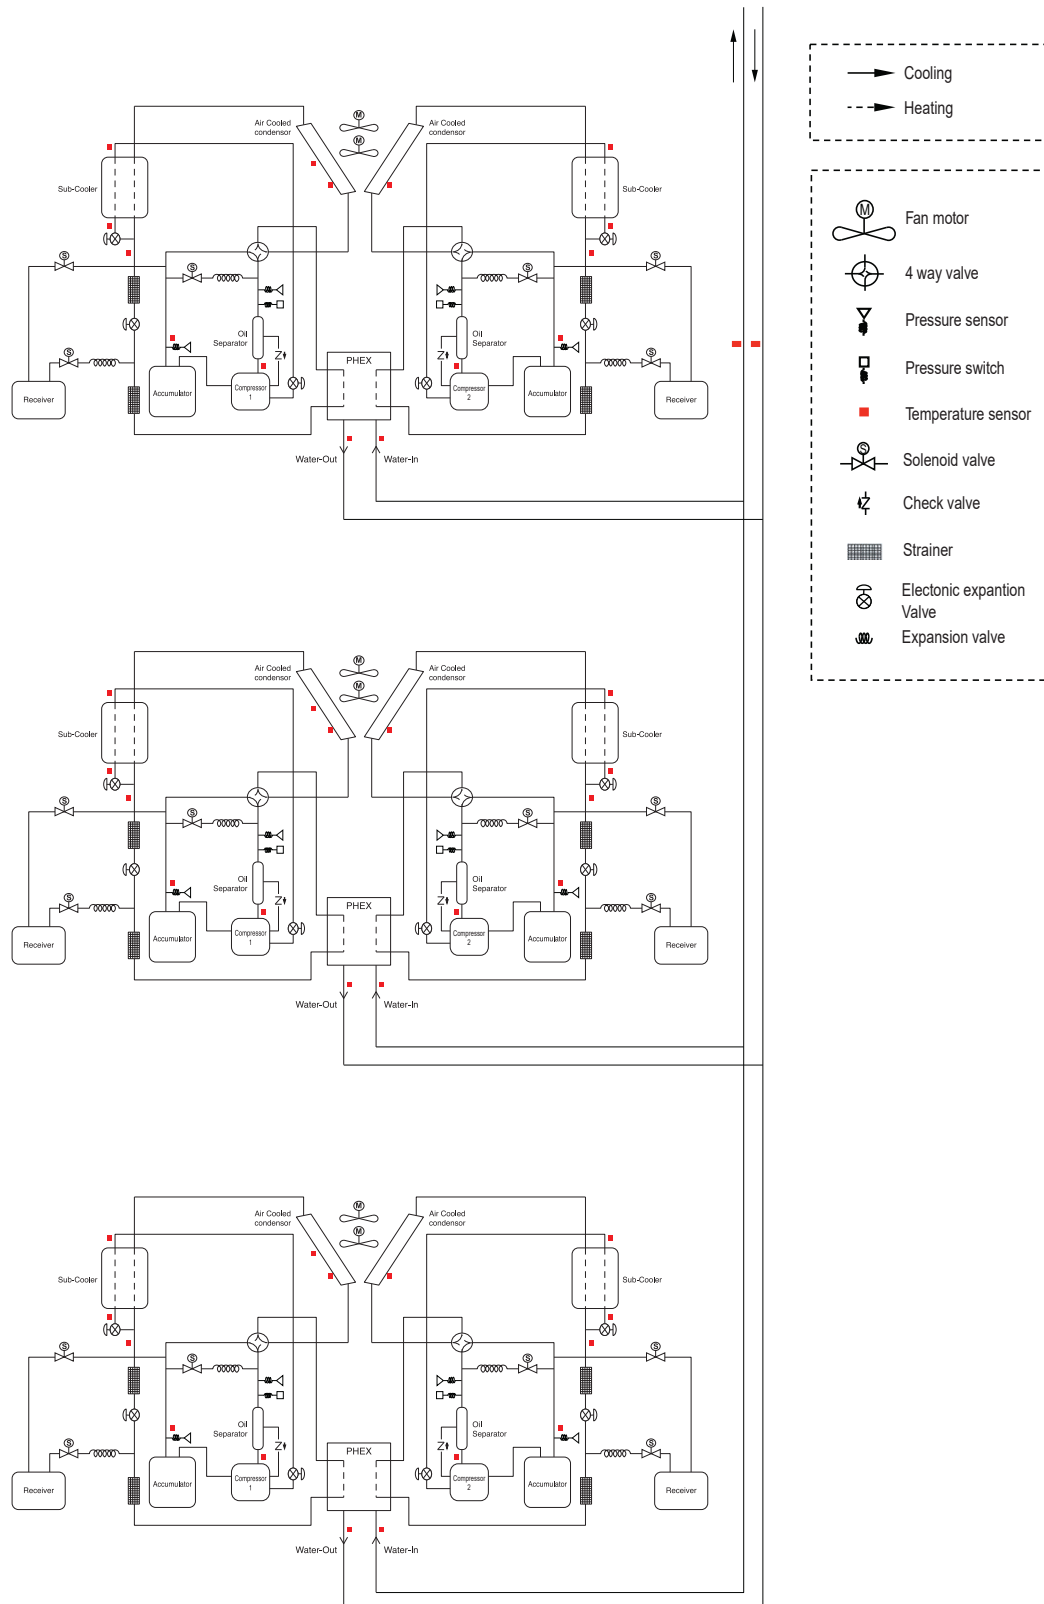 Cooling
Heating
Fan motor
4 way valve
Pressure sensor
Pressure switch
Temperature sensor
Solenoid valve
Check valve
Strainer
Electonic expantion
Valve
Expansion valve
M
S
Air Cooled
condensor
M
M
Air Cooled
condensor
Sub-Cooler
Sub-Cooler
S
S
S
S
Oil
Separator
Oil
Separator
PHEX
S
S
Receiver
Accumulator
Compressor
1
Compressor
2
Accumulator
Receiver
Water-Out
Water-In
Air Cooled
condensor
M
M
Air Cooled
condensor
Sub-Cooler
Sub-Cooler
S
S
S
S
Oil
Separator
Oil
Separator
PHEX
S
S
Receiver
Accumulator
Compressor
1
Compressor
2
Accumulator
Receiver
Water-Out
Water-In
Air Cooled
condensor
M
M
Air Cooled
condensor
Sub-Cooler
Sub-Cooler
S
S
S
S
Oil
Separator
Oil
Separator
PHEX
S
S
Receiver
Accumulator
Compressor
1
Compressor
2
Accumulator
Receiver
Water-Out
Water-In